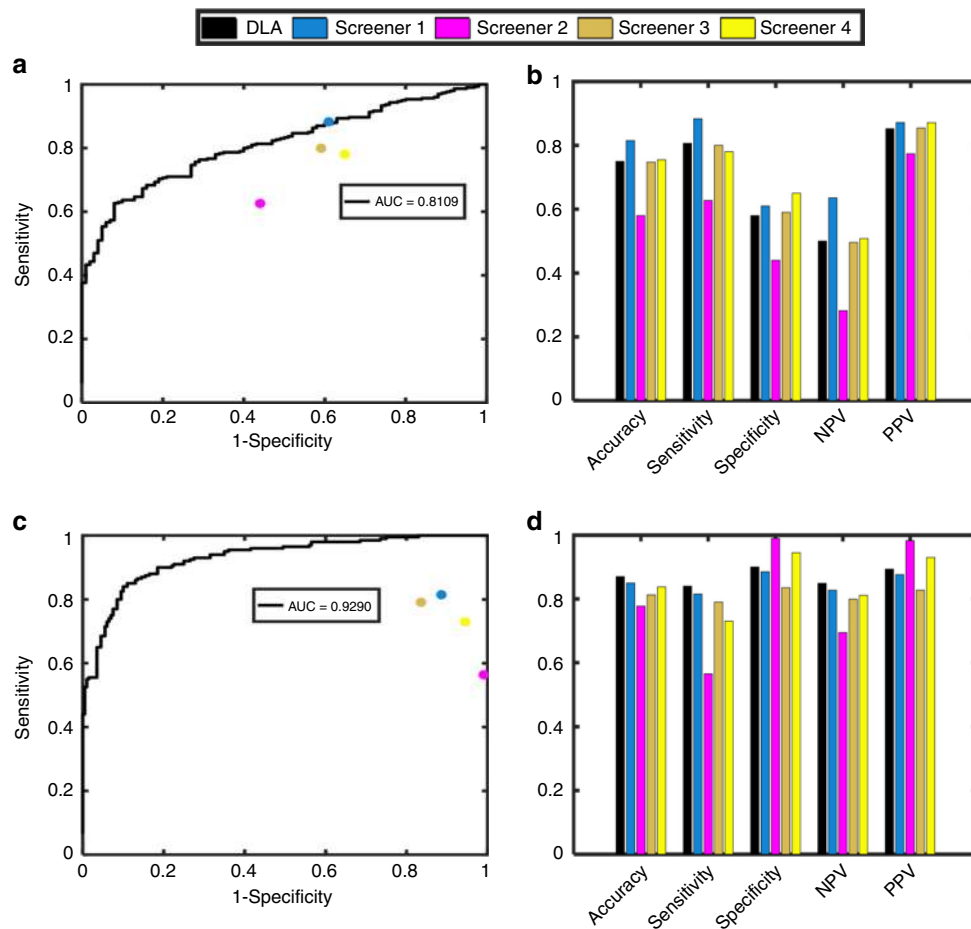 DLA Screener 1 Screener 2 Screener 3 Screener 4
a
1
0.8
0.6
0.4
0.2
0
Sensitivity
0 0.2 0.4 0.6 0.8 1
1-Specificity
AUC = 0.8109
b
1
0.8
0.6
0.4
0.2
0
Accuracy
Sensitivity
Specificity
NPV
PPV
c
1
0.8
0.6
0.4
0.2
0
Sensitivity
0 0.2 0.4 0.6 0.8 1
1-Specificity
AUC = 0.9290
d
1
0.8
0.6
0.4
0.2
0
Accuracy
Sensitivity
Specificity
NPV
PPV